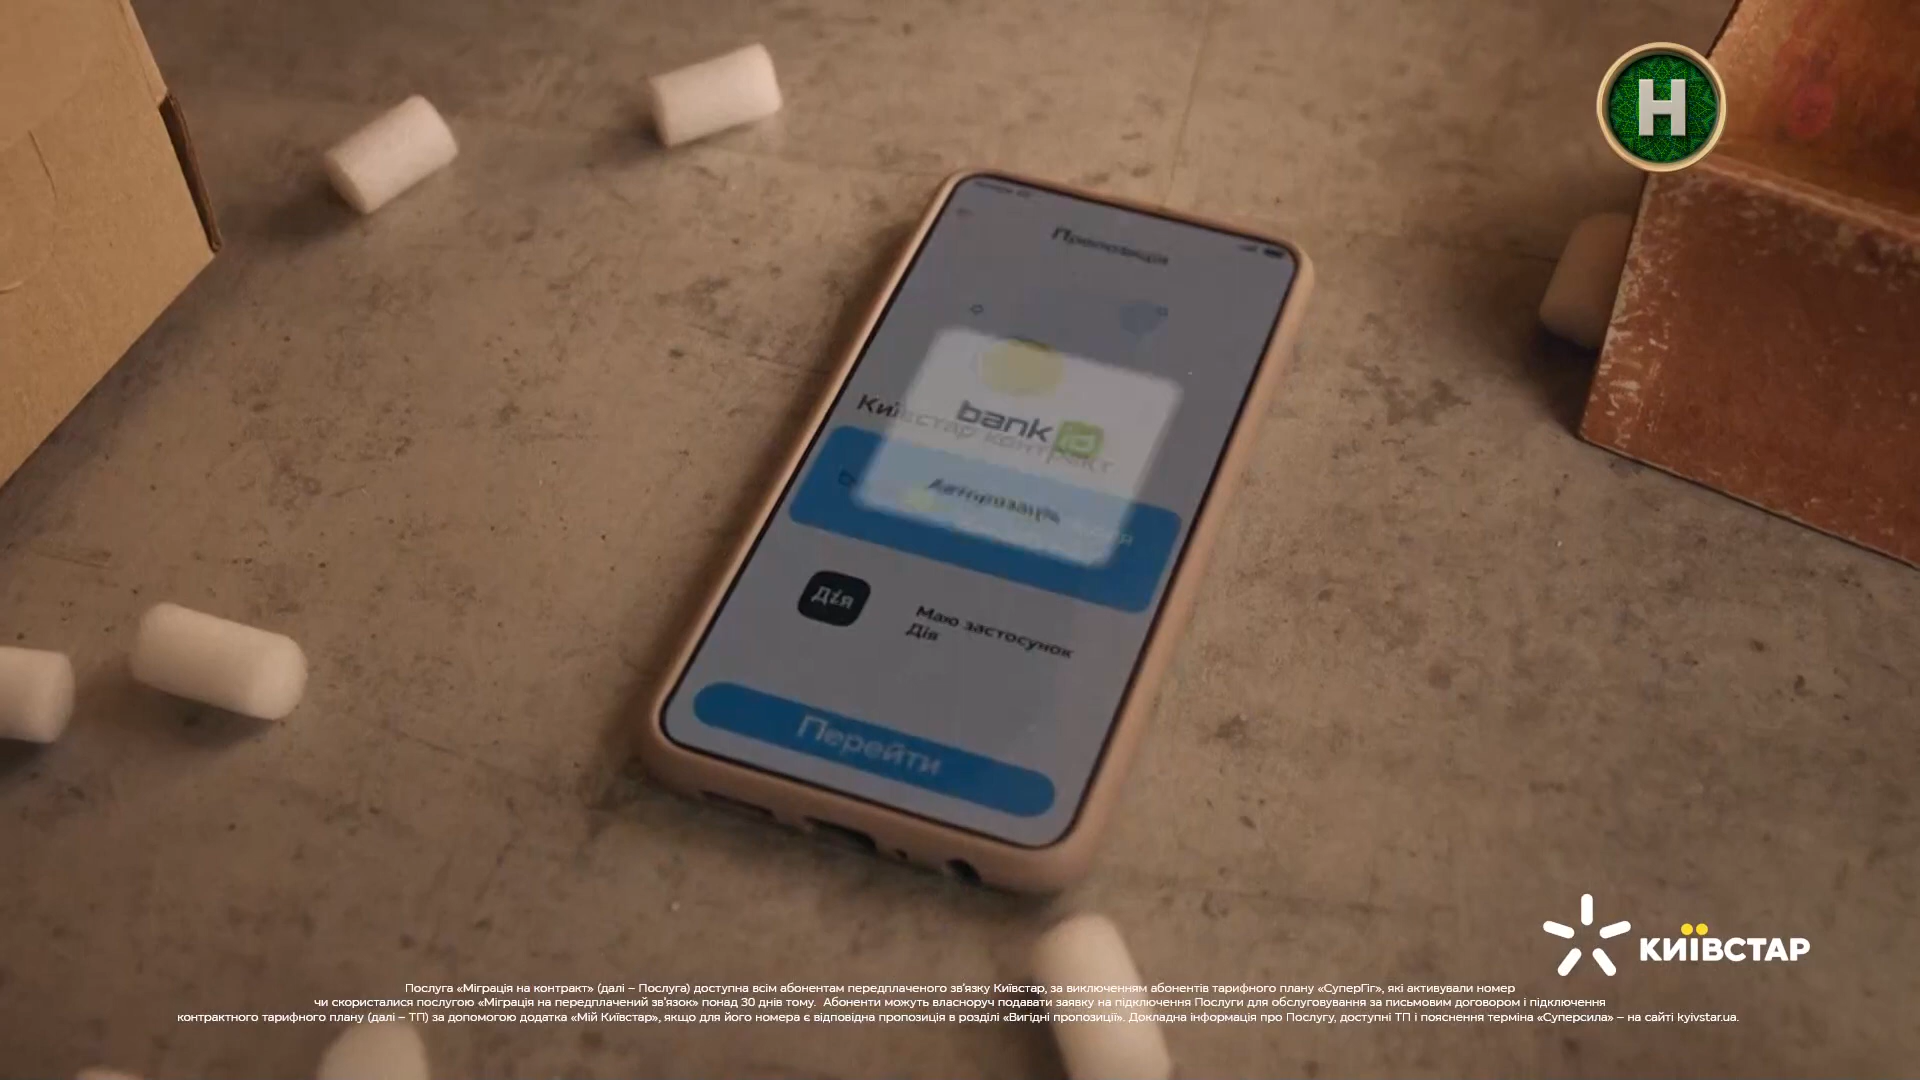 Н
Пропозиція
bank id
Київстар контракт
Авторизація
Дія
Маю застосунок
Дія
Перейти
КИЇВСТАР
Послуга «Міграція на контракт» (далі – Послуга) доступна всім абонентам передплаченого зв'язку Київстар, за виключенням абонентів тарифного плану «СуперГіг», які активували номер
чи скористалися послугою «Міграція на передплачений зв'язок» понад 30 днів тому. Абоненти можуть власноруч подавати заявку на підключення Послуги для обслуговування за письмовим договором і підключення
контрактного тарифного плану (далі – ТП) за допомогою додатка «Мій Київстар», якщо для його номера є відповідна пропозиція в розділі «Вигідні пропозиції». Докладна інформація про Послугу, доступні ТП і пояснення терміна «Суперсила» – на сайті kyivstar.ua.